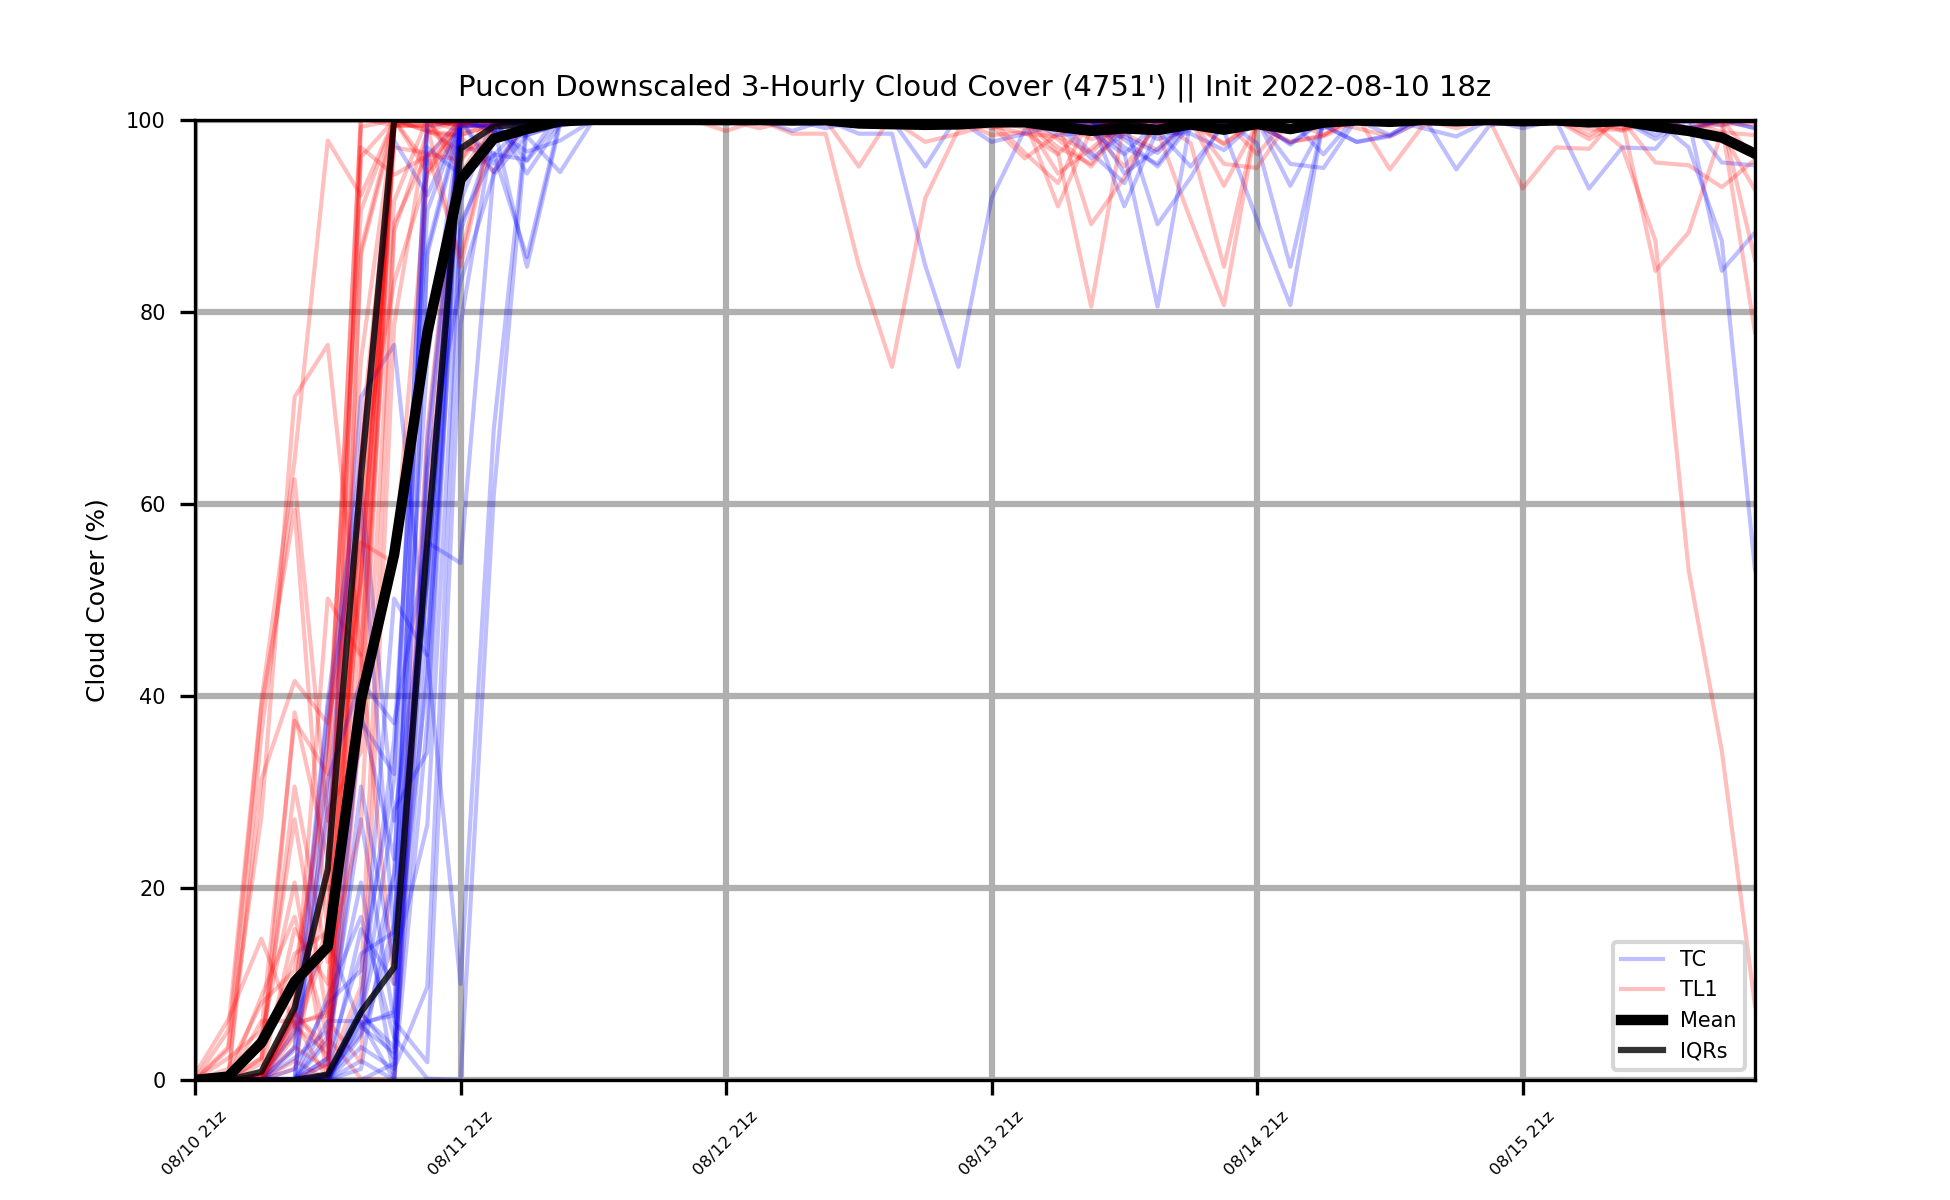 Pucon Downscaled 3-Hourly Cloud Cover (4751') || Init 2022-08-10 18z
Cloud Cover (%)
100
80
60
40
20
0
TC
TL1
Mean
IQRs
08/10 21z
08/11 21z
08/12 21z
08/13 21z
08/14 21z
08/15 21z